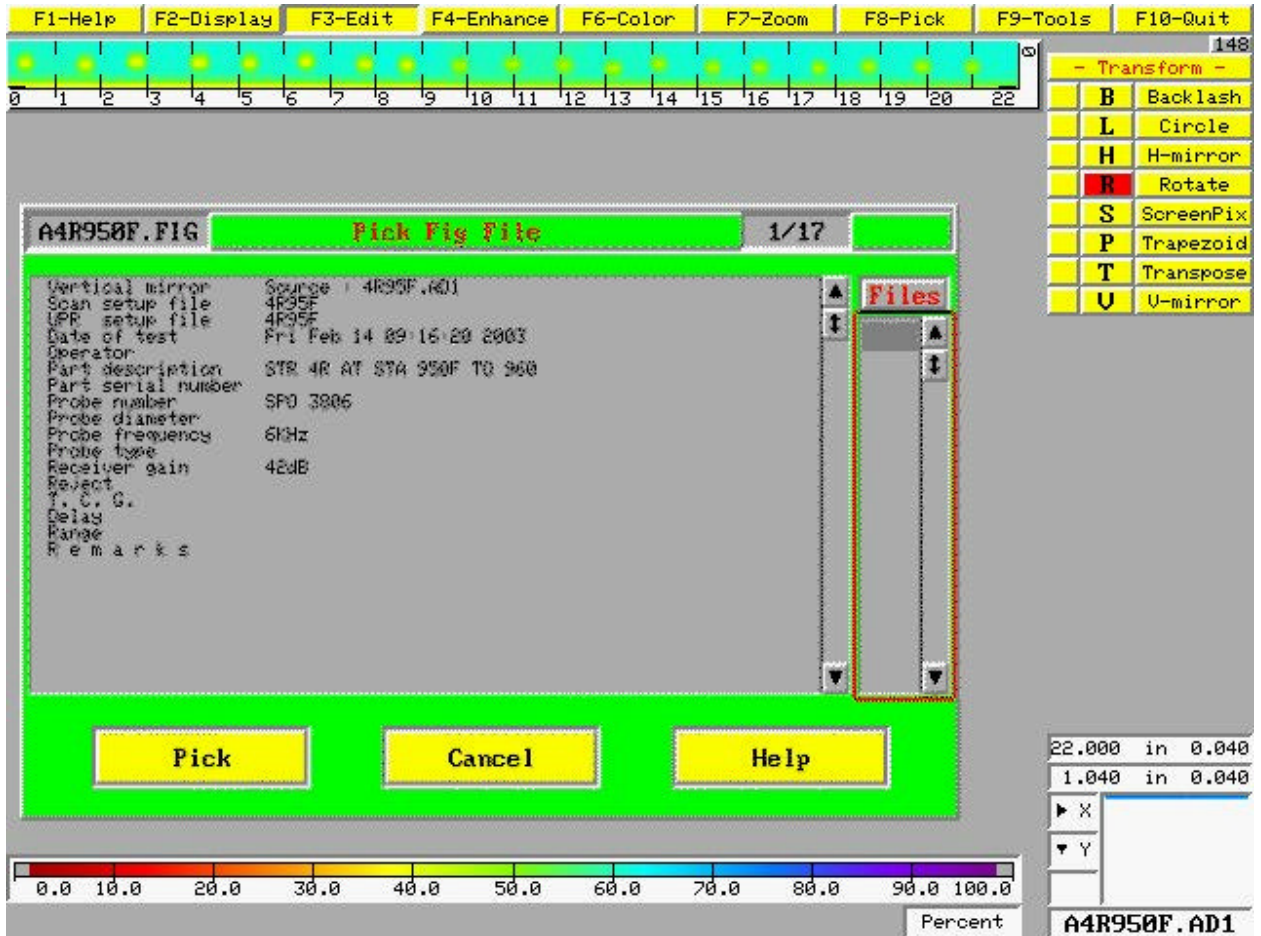 F1-Help F2-Display F3-Edit F4-Enhance F6-Color F7-Zoom F8-Pick F9-Tools F10-Quit
148
0 1 2 3 4 5 6 7 8 9 10 11 12 13 14 15 16 17 18 19 20 22
- Transform -
B Backlash
L Circle
H H-mirror
R Rotate
S ScreenPix
P Trapezoid
T Transpose
V V-mirror
A4R950F.FIG Pick Fig File 1/17
Files
Vertical mirror Source : 4R95F.AD1
Scan setup file 4R95F
UPR setup file 4R95F
Date of test Fri Feb 14 09:16:20 2003
Operator
Part description STR 4R AT STA 950F TO 960
Part serial number
Probe number SPO 3806
Probe diameter
Probe frequency 6KHz
Probe type
Receiver gain 42dB
Reject
T. C. G.
Delay
Range
R e m a r k s
Pick Cancel Help
22.000 in 0.040
1.040 in 0.040
X
Y
0.0 10.0 20.0 30.0 40.0 50.0 60.0 70.0 80.0 90.0 100.0
Percent
A4R950F.AD1